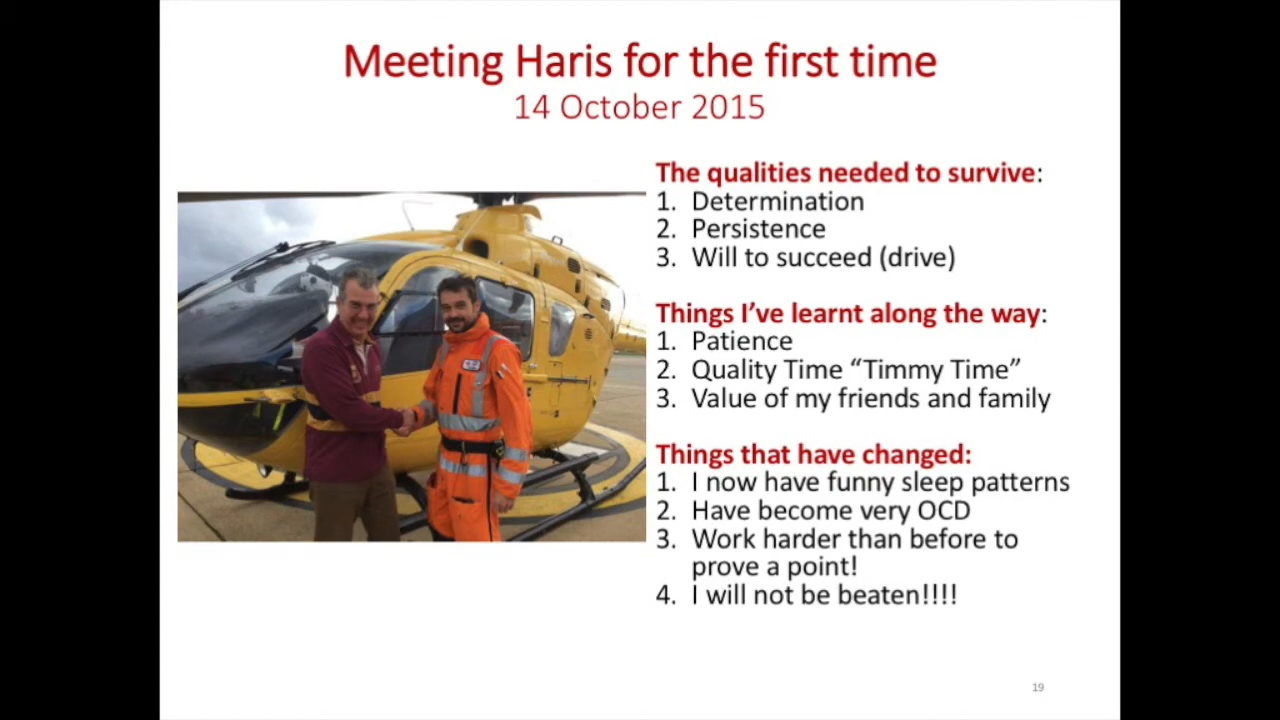 Meeting Haris for the first time
14 October 2015
The qualities needed to survive:
1. Determination
2. Persistence
3. Will to succeed (drive)
Things I’ve learnt along the way:
1. Patience
2. Quality Time “Timmy Time”
3. Value of my friends and family
Things that have changed:
1. I now have funny sleep patterns
2. Have become very OCD
3. Work harder than before to
prove a point!
4. I will not be beaten!!!!
19